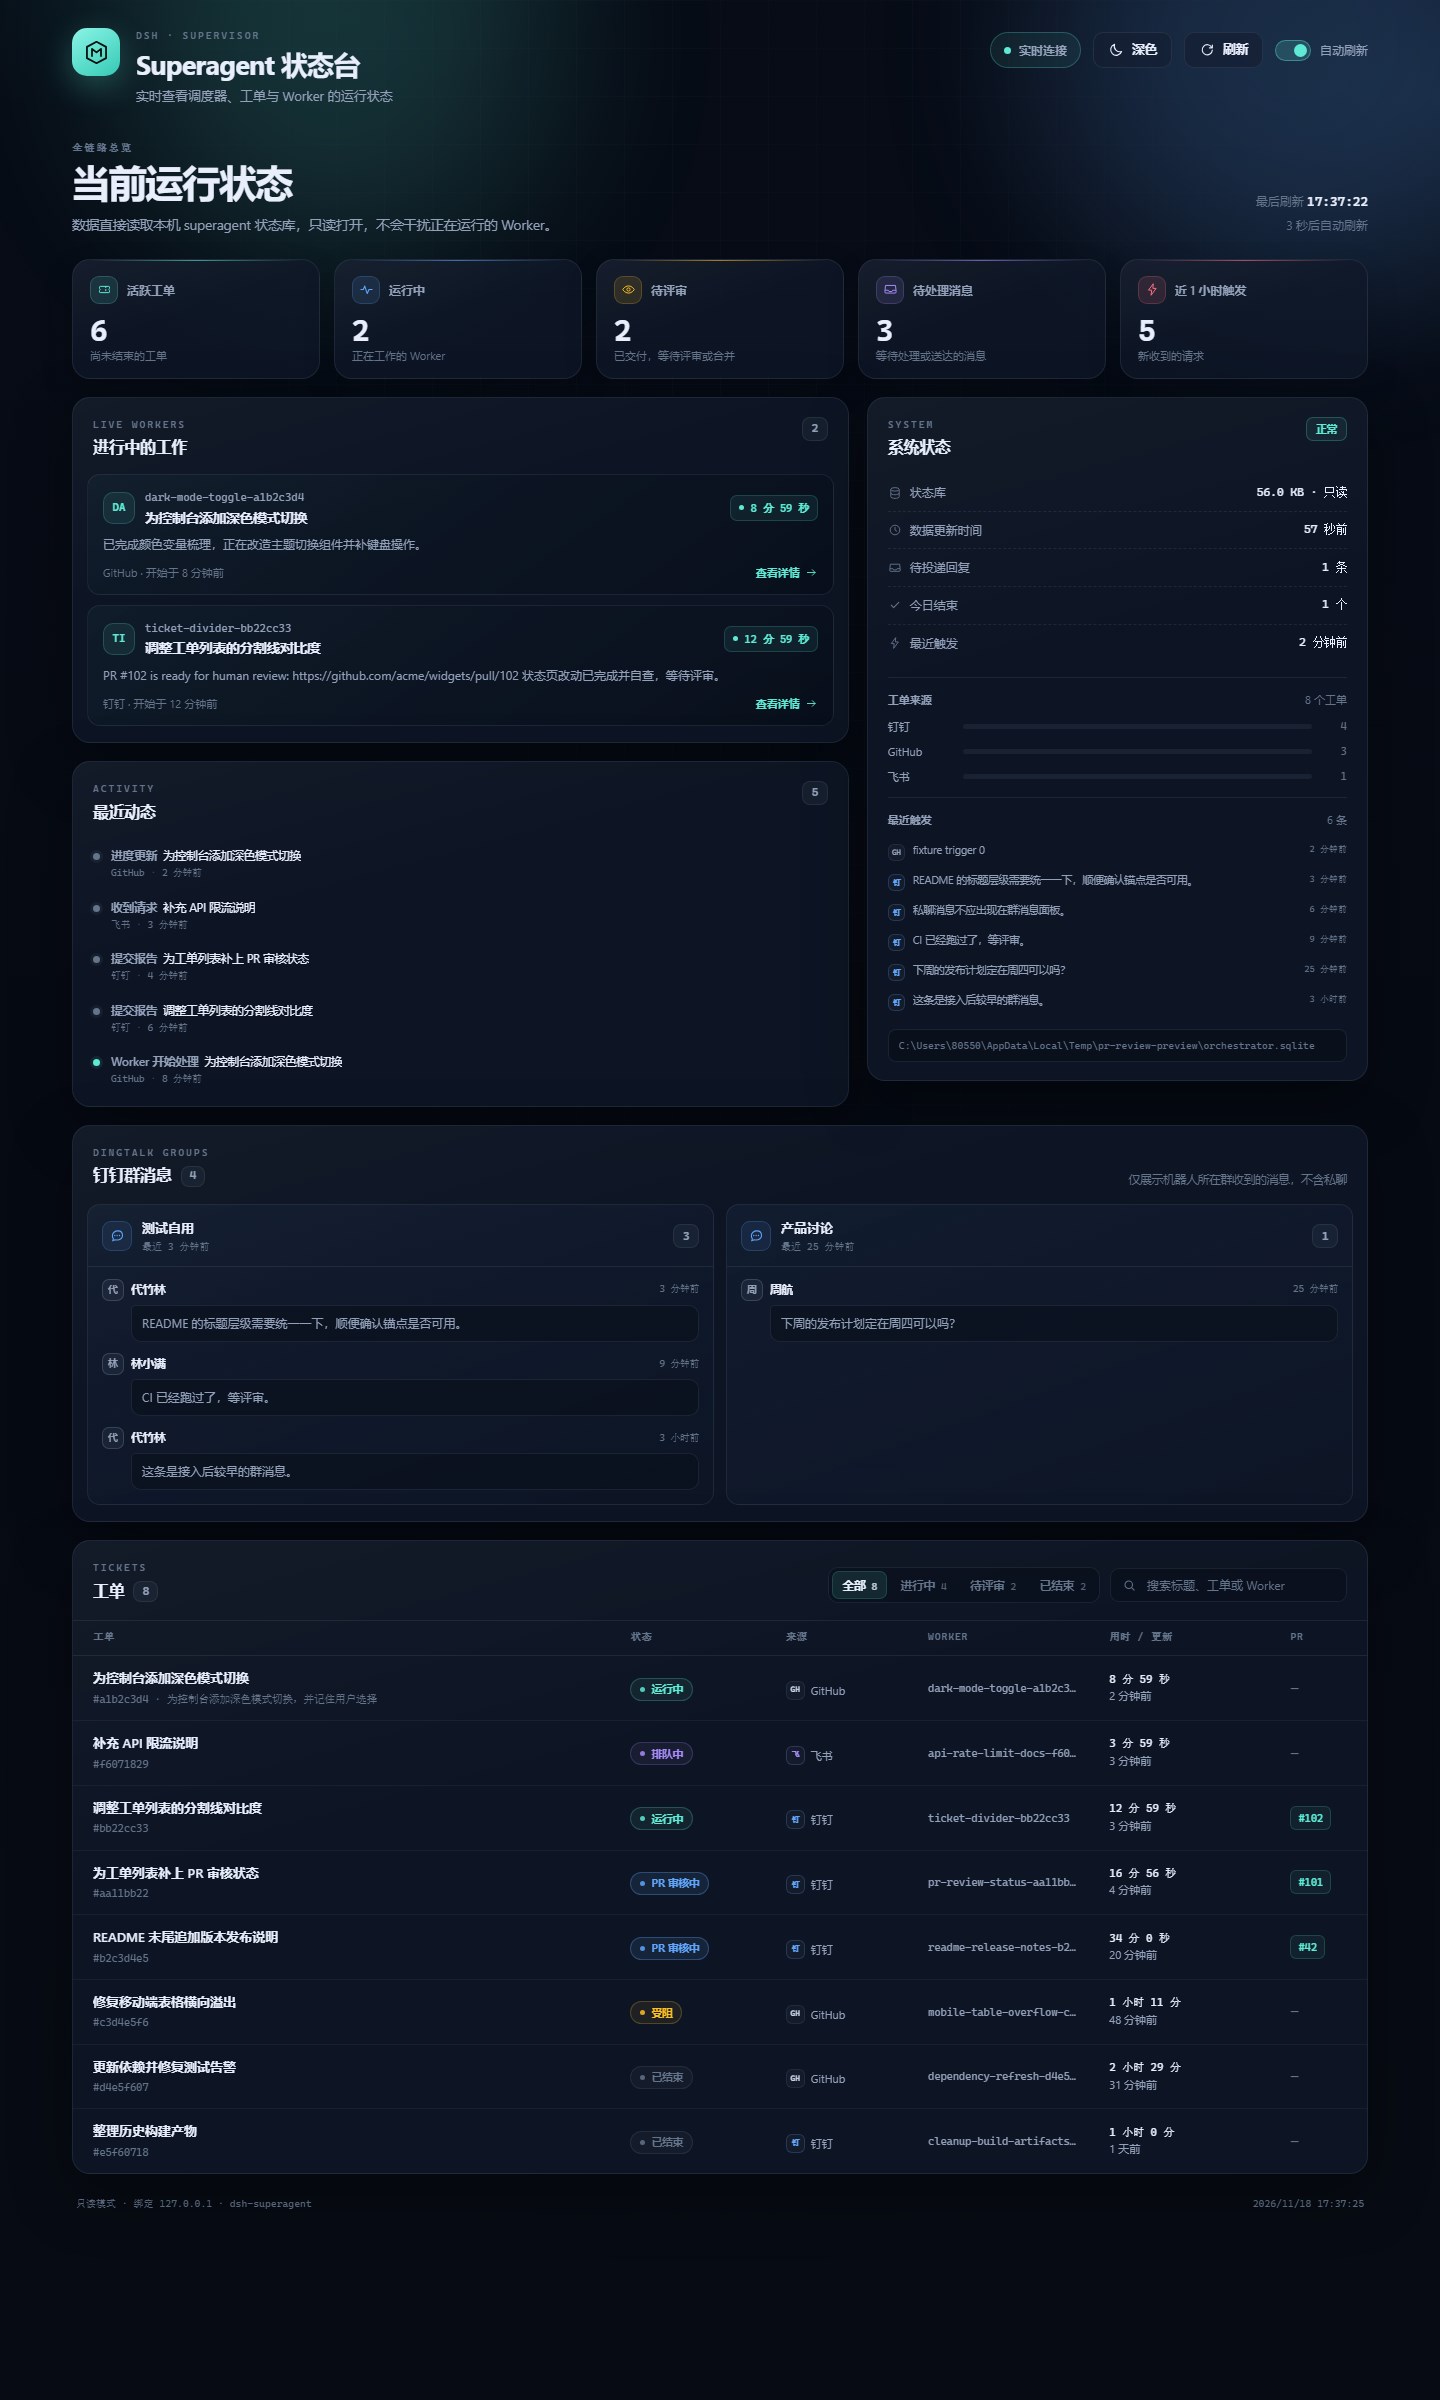 DSH · SUPERVISOR
Superagent 状态台
实时查看调度器、工单与 Worker 的运行状态
实时连接
深色
刷新
自动刷新
全链路总览
当前运行状态
数据直接读取本机 superagent 状态库，只读打开，不会干扰正在运行的 Worker。
最后刷新 17:37:22
3 秒后自动刷新
活跃工单
6
尚未结束的工单
运行中
2
正在工作的 Worker
待评审
2
已交付，等待评审或合并
待处理消息
3
等待处理或送达的消息
近 1 小时触发
5
新收到的请求
LIVE WORKERS
进行中的工作
2
DA
dark-mode-toggle-a1b2c3d4
为控制台添加深色模式切换
8 分 59 秒
已完成颜色变量梳理，正在改造主题切换组件并补键盘操作。
GitHub · 开始于 8 分钟前
查看详情 →
TI
ticket-divider-bb22cc33
调整工单列表的分割线对比度
12 分 59 秒
PR #102 is ready for human review: https://github.com/acme/widgets/pull/102 状态页改动已完成并自查，等待评审。
钉钉 · 开始于 12 分钟前
查看详情 →
SYSTEM
系统状态
正常
状态库
56.0 KB · 只读
数据更新时间
57 秒前
待投递回复
1 条
今日结束
1 个
最近触发
2 分钟前
工单来源
8 个工单
钉钉
4
GitHub
3
飞书
1
最近触发
6 条
GH
fixture trigger 0
2 分钟前
钉
README 的标题层级需要统一一下，顺便确认锚点是否可用。
3 分钟前
钉
私聊消息不应出现在群消息面板。
6 分钟前
钉
CI 已经跑过了，等评审。
9 分钟前
钉
下周的发布计划定在周四可以吗？
25 分钟前
钉
这条是接入后较早的群消息。
3 小时前
C:\Users\80550\AppData\Local\Temp\pr-review-preview\orchestrator.sqlite
ACTIVITY
最近动态
5
进度更新 为控制台添加深色模式切换
GitHub · 2 分钟前
收到请求 补充 API 限流说明
飞书 · 3 分钟前
提交报告 为工单列表补上 PR 审核状态
钉钉 · 4 分钟前
提交报告 调整工单列表的分割线对比度
钉钉 · 6 分钟前
Worker 开始处理 为控制台添加深色模式切换
GitHub · 8 分钟前
DINGTALK GROUPS
钉钉群消息 4
仅展示机器人所在群收到的消息，不含私聊
测试自用
最近 3 分钟前
3
代
代竹林
3 分钟前
README 的标题层级需要统一一下，顺便确认锚点是否可用。
林
林小满
9 分钟前
CI 已经跑过了，等评审。
代
代竹林
3 小时前
这条是接入后较早的群消息。
产品讨论
最近 25 分钟前
1
周
周航
25 分钟前
下周的发布计划定在周四可以吗？
TICKETS
工单 8
全部 8
进行中 4
待评审 2
已结束 2
搜索标题、工单或 Worker
工单
状态
来源
WORKER
用时 / 更新
PR
为控制台添加深色模式切换
#a1b2c3d4 · 为控制台添加深色模式切换，并记住用户选择
运行中
GH GitHub
dark-mode-toggle-a1b2c3…
8 分 59 秒
2 分钟前
—
补充 API 限流说明
#f6071829
排队中
飞 飞书
api-rate-limit-docs-f60…
3 分 59 秒
3 分钟前
—
调整工单列表的分割线对比度
#bb22cc33
运行中
钉 钉钉
ticket-divider-bb22cc33
12 分 59 秒
3 分钟前
#102
为工单列表补上 PR 审核状态
#aa11bb22
PR 审核中
钉 钉钉
pr-review-status-aa11bb…
16 分 56 秒
4 分钟前
#101
README 末尾追加版本发布说明
#b2c3d4e5
PR 审核中
钉 钉钉
readme-release-notes-b2…
34 分 0 秒
20 分钟前
#42
修复移动端表格横向溢出
#c3d4e5f6
受阻
GH GitHub
mobile-table-overflow-c…
1 小时 11 分
48 分钟前
—
更新依赖并修复测试告警
#d4e5f607
已结束
GH GitHub
dependency-refresh-d4e5…
2 小时 29 分
31 分钟前
—
整理历史构建产物
#e5f60718
已结束
钉 钉钉
cleanup-build-artifacts…
1 小时 0 分
1 天前
—
只读模式 · 绑定 127.0.0.1 · dsh-superagent
2026/11/18 17:37:25